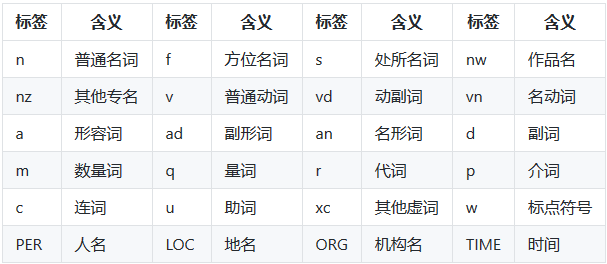 标签 含义 标签 含义 标签 含义 标签 含义
n 普通名词 f 方位名词 s 处所名词 nw 作品名
nz 其他专名 v 普通动词 vd 动副词 vn 名动词
a 形容词 ad 副形词 an 名形词 d 副词
m 数量词 q 量词 r 代词 p 介词
c 连词 u 助词 xc 其他虚词 w 标点符号
PER 人名 LOC 地名 ORG 机构名 TIME 时间